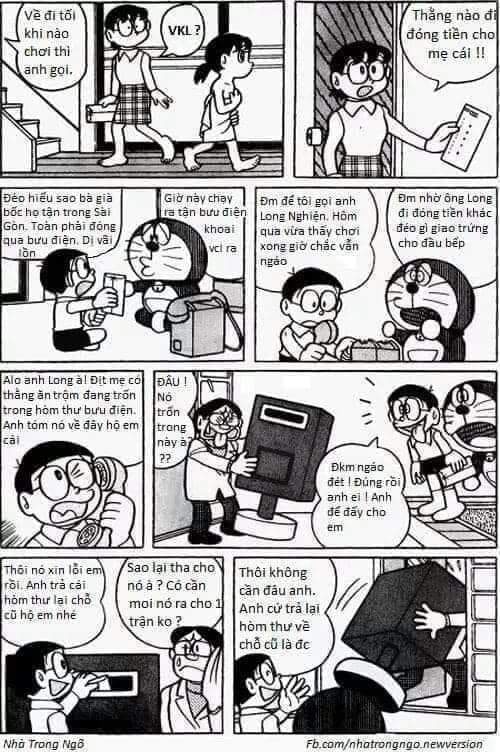 Về đi tối
khi nào
chơi thì
anh gọi.
VKL ?
Thằng nào đi
đóng tiền cho
mẹ cái !!
Đéo hiểu sao bà già
bốc họ tận trong Sài
Gòn. Toàn phải đóng
qua bưu điện. Dị vãi
lồn
Giờ này chạy
ra tận bưu điện
khoai
vcl ra
Đm để tôi gọi anh
Long Nghiện. Hôm
qua vừa thấy chơi
xong giờ chắc vẫn
ngáo
Đm nhờ ông Long
đi đóng tiền khác
đéo gì giao trứng
cho đầu bếp
Alo anh Long à! Địt mẹ có
thằng ăn trộm đang trốn
trong hòm thư bưu điện.
Anh tóm nó về đây hộ em
cái
ĐÂU !
Nó
trốn
trong
này à?
??
Đkm ngáo
đét ! Đúng rồi
anh ei ! Anh
để đấy cho
em
Thôi nó xin lỗi em
rồi. Anh trả cái
hòm thư lại chỗ
cũ hộ em nhé
Sao lại tha cho
nó à ? Có cần
moi nó ra cho 1
trận ko ?
Thôi không
cần đâu anh.
Anh cứ trả lại
hòm thư về
chỗ cũ là đc
Nhà Trong Ngõ
Fb.com/nhatrongngo.newversion